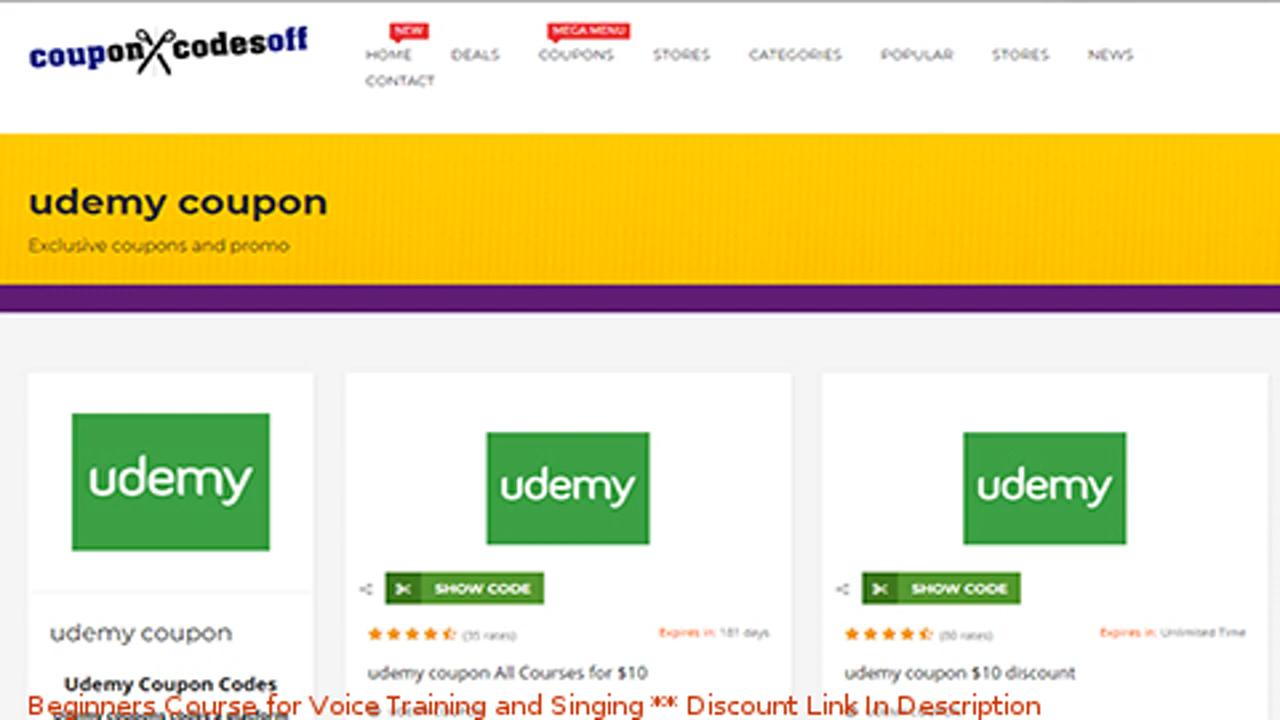 couponcodesoff
NEW
MEGA MENU
HOME DEALS COUPONS STORES CATEGORIES POPULAR STORES NEWS
CONTACT
udemy coupon
Exclusive coupons and promo
udemy
udemy coupon
Udemy Coupon Codes
udemy
SHOW CODE
(35 rates) Expires in: 181 days
udemy coupon All Courses for $10
udemy
SHOW CODE
(80 rates) Expires in: Unlimited Time
udemy coupon $10 discount
Beginners Course for Voice Training and Singing ** Discount Link In Description